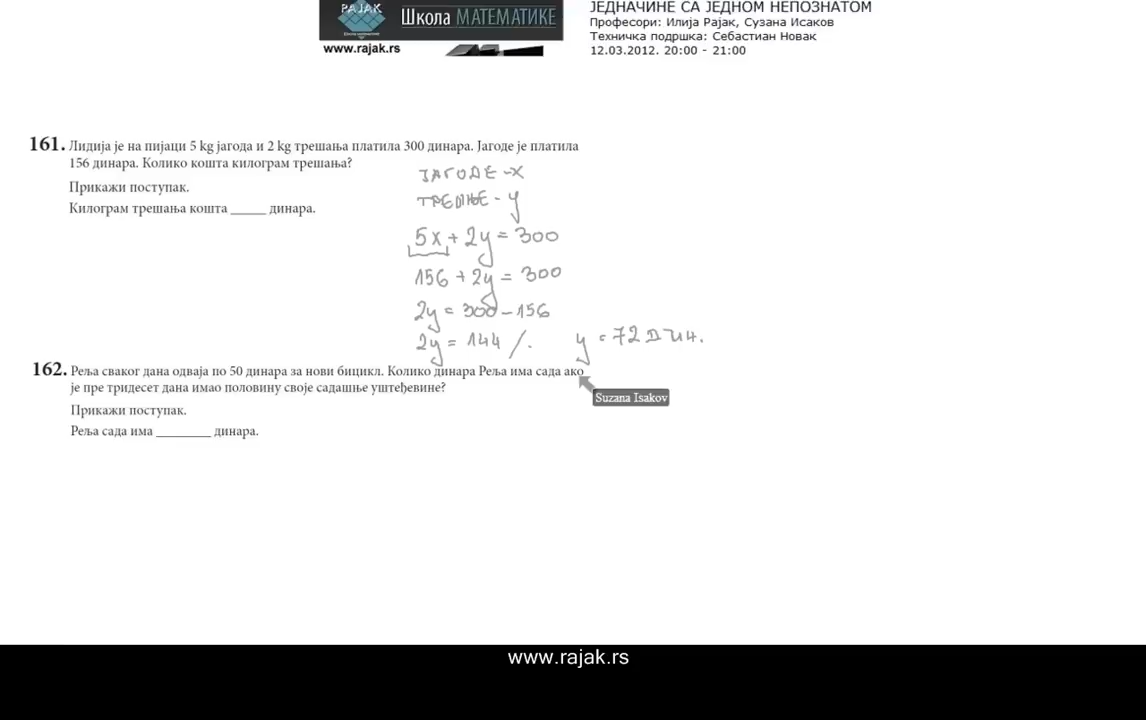 РАЈАК
Школа математике
Школа МАТЕМАТИКЕ
www.rajak.rs
ЈЕДНАЧИНЕ СА ЈЕДНОМ НЕПОЗНАТОМ
Професори: Илија Рајак, Сузана Исаков
Техничка подршка: Себастиан Новак
12.03.2012. 20:00 - 21:00
161. Лидија је на пијаци 5 kg јагода и 2 kg трешања платила 300 динара. Јагоде је платила
156 динара. Колико кошта килограм трешања?
Прикажи поступак.
Килограм трешања кошта _____ динара.
ЈАГОДЕ - x
ТРЕШЊЕ - y
5x + 2y = 300
156 + 2y = 300
2y = 300 - 156
2y = 144 /:
y = 72 дин.
162. Реља сваког дана одваја по 50 динара за нови бицикл. Колико динара Реља има сада ако
је пре тридесет дана имао половину своје садашње уштеђевине?
Прикажи поступак.
Реља сада има ________ динара.
Suzana Isakov
www.rajak.rs